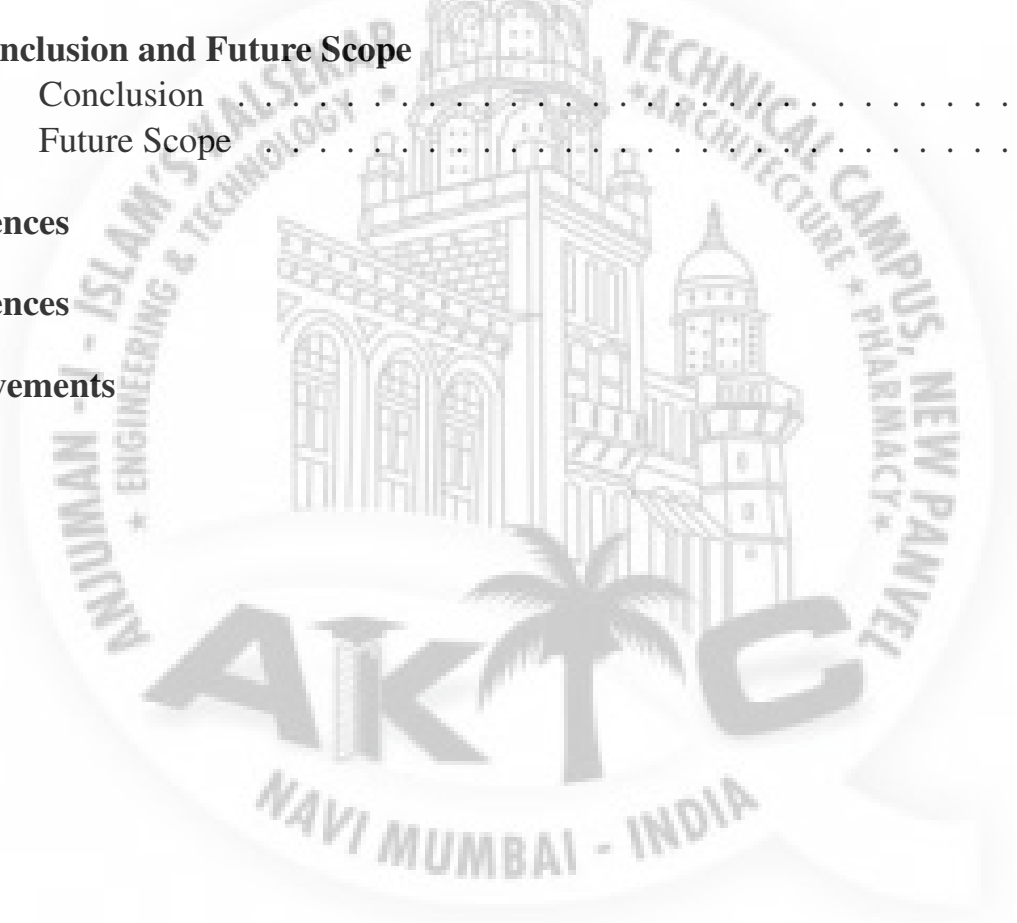 nclusion and Future Scope
Conclusion . . . . . . . . . . . . . . . . . . . . . . . . . . . . .
Future Scope . . . . . . . . . . . . . . . . . . . . . . . . . . . .
ences
ences
vements
ANJUMAN - I - ISLAM'S KALSEKAR TECHNICAL CAMPUS, NEW PANVEL
* ENGINEERING & TECHNOLOGY * *ARCHITECTURE * PHARMACY*
AKTC
NAVI MUMBAI - INDIA